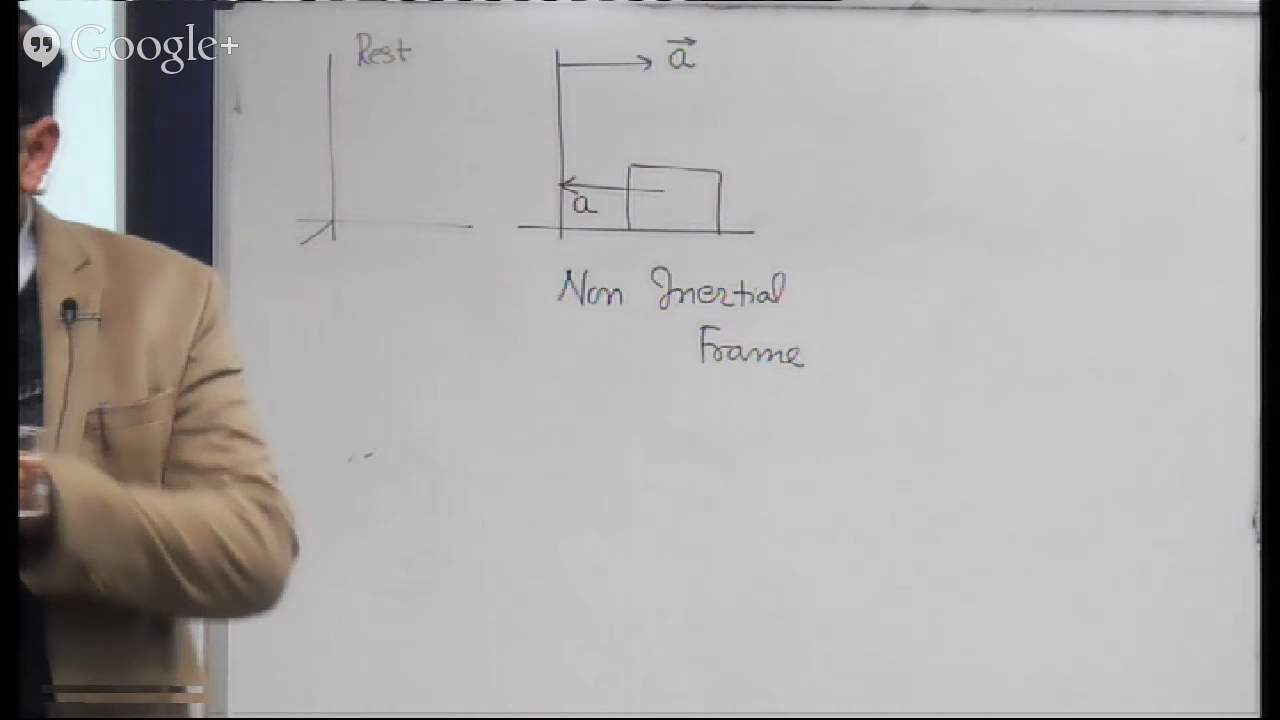 Google+
Rest
a
a
Non Inertial
Frame